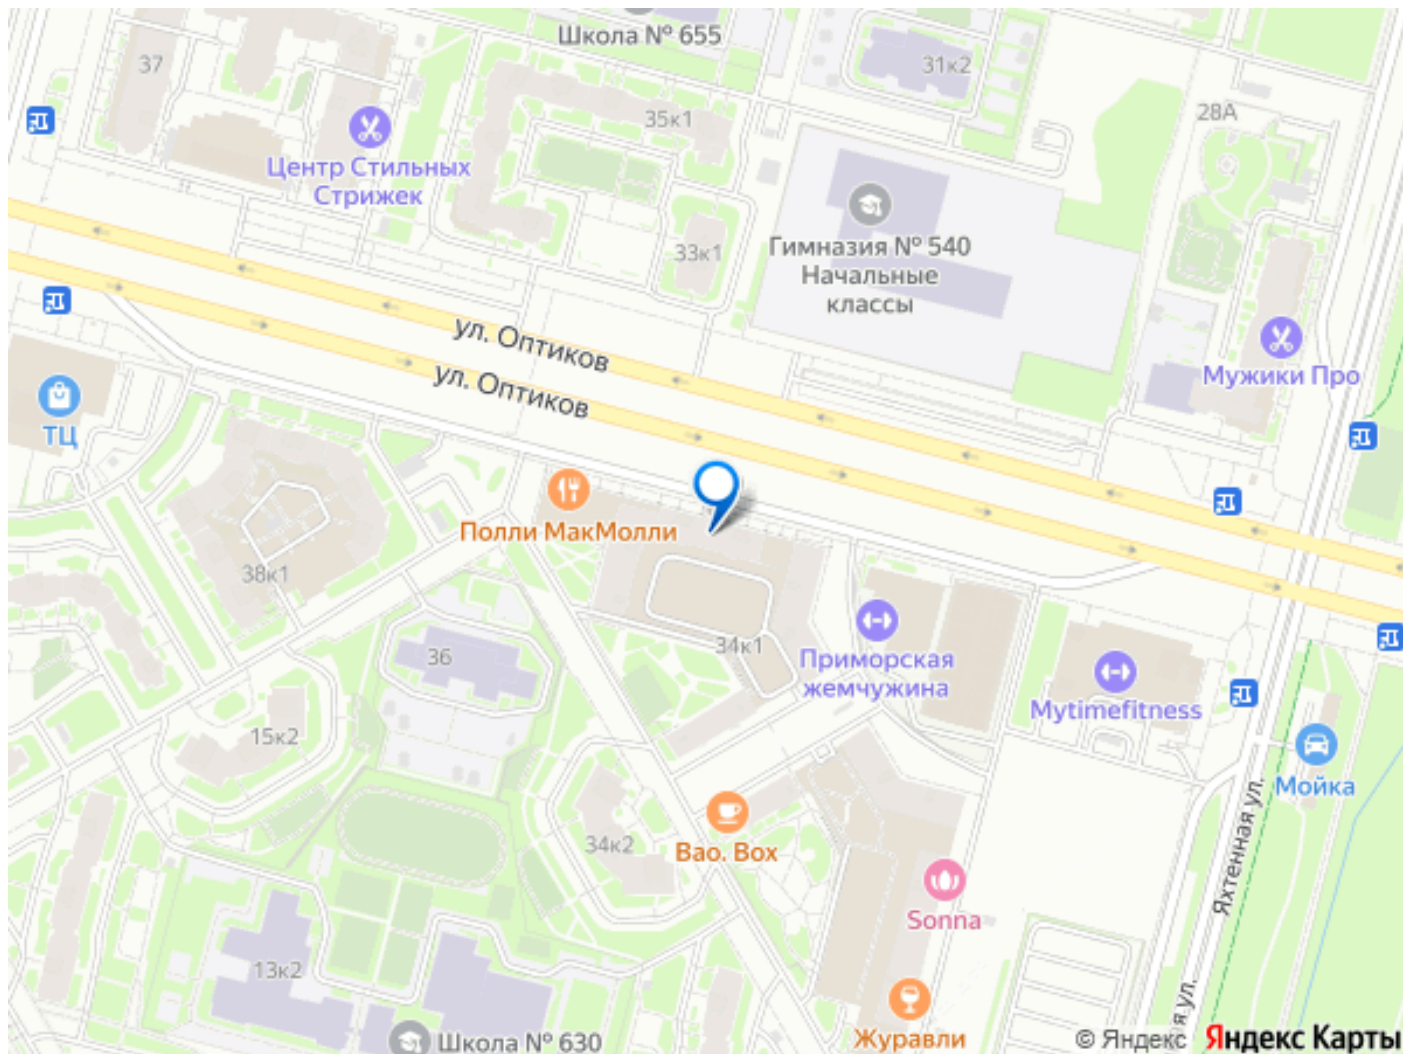 Школа № 655
37
31к2
35к1
28А
Центр Стильных
Стрижек
33к1
Гимназия № 540
Начальные
классы
ул. Оптиков
ул. Оптиков
Мужики Про
ТЦ
Полли МакМолли
38к1
36
34к1
Приморская
жемчужина
Mytimefitness
15к2
Мойка
34к2
Bao. Box
Яхтенная ул.
Sonna
13к2
Школа № 630
Журавли
ая ул.
© Яндекс Яндекс Карты